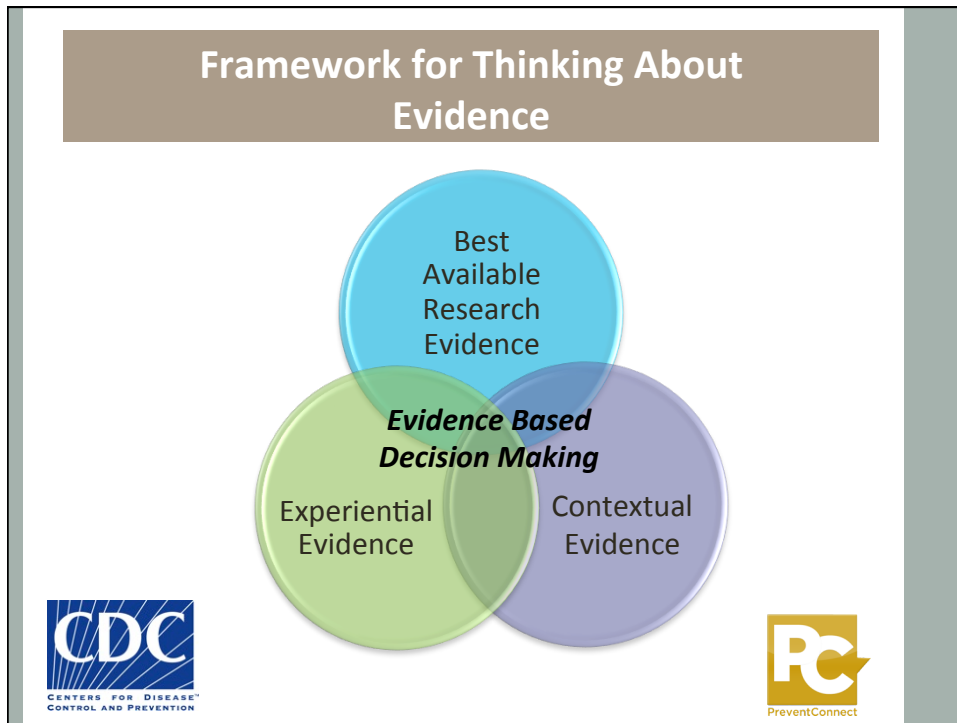 Framework for Thinking About
Evidence
Best
Available
Research
Evidence
Evidence Based
Decision Making
Experiential
Evidence
Contextual
Evidence
CDC
CENTERS FOR DISEASE™
CONTROL AND PREVENTION
PC
PreventConnect